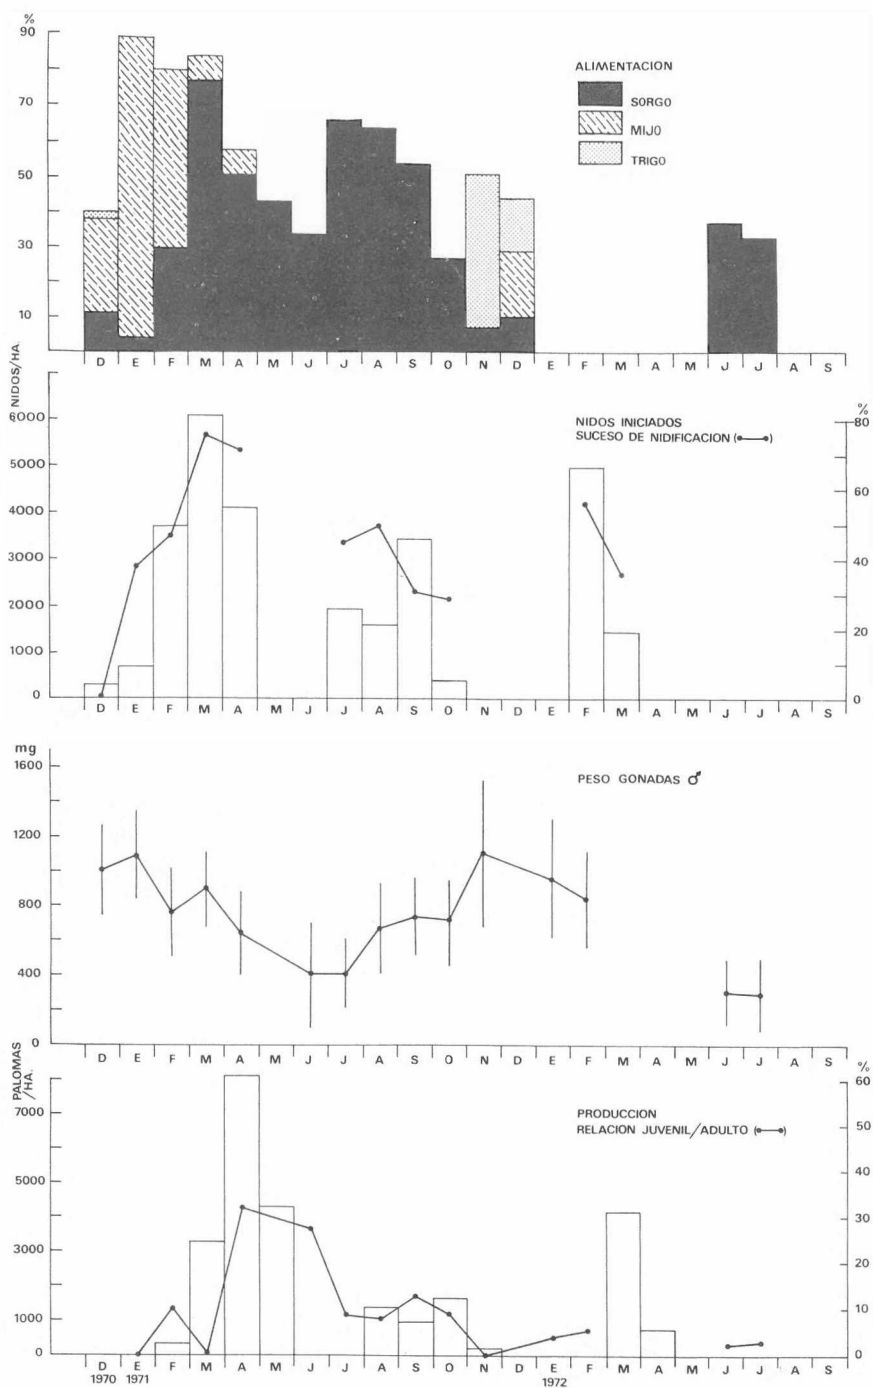 %
90
ALIMENTACION
70
SORGO
MIJO
50
TRIGO
30
10
D E F M A M J J A S O N D E F M A M J J A S
NIDOS/HA.
%
NIDOS INICIADOS
SUCESO DE NIDIFICACION ( )
6000
5000
4000
3000
2000
1000
0
80
60
40
20
0
D E F M A M J J A S O N D E F M A M J J A S
mg
1600
PESO GONADAS ♂
1200
800
400
0
D E F M A J J A S O N D E F M A M J J A S
PALOMAS
/HA.
%
PRODUCCION
RELACION JUVENIL/ADULTO ( )
7000
5000
3000
1000
0
60
50
40
30
20
10
0
D E F M A M J J A S O N D E F M A M J J A S
1970 1971 1972